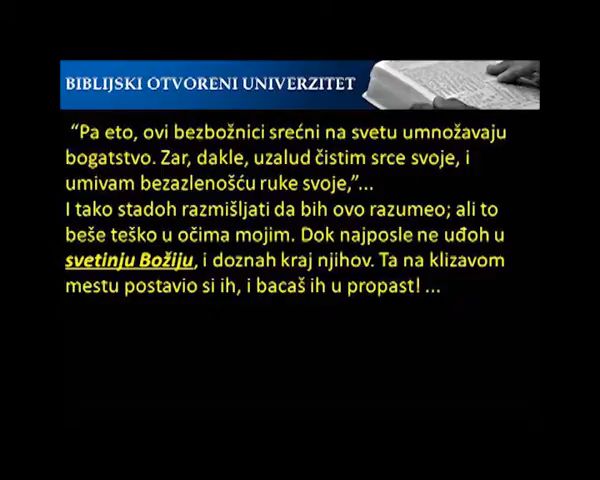 BIBLIJSKI OTVORENI UNIVERZITET
“Pa eto, ovi bezbožnici srećni na svetu umnožavaju
bogatstvo. Zar, dakle, uzalud čistim srce svoje, i
umivam bezazlenošću ruke svoje,”...
I tako stadoh razmišljati da bih ovo razumeo; ali to
beše teško u očima mojim. Dok najposle ne uđoh u
svetinju Božiju, i doznah kraj njihov. Ta na klizavom
mestu postavio si ih, i bacaš ih u propast! ...